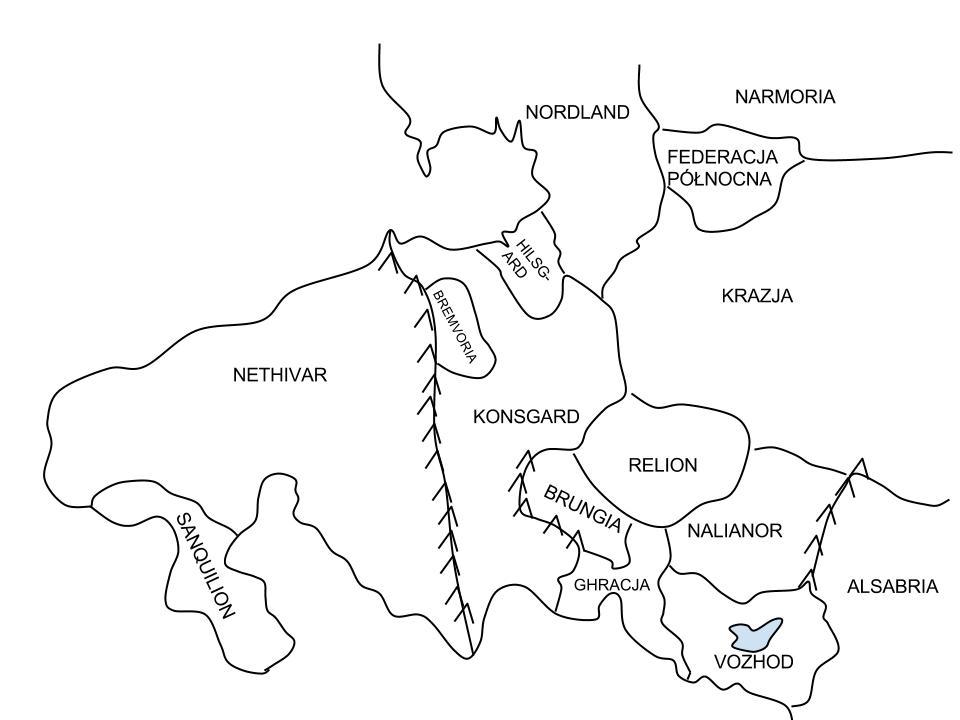 NARMORIA
NORDLAND
FEDERACJA
PÓŁNOCNA
HILSG-
ARD
KRAZJA
BREMVORIA
NETHIVAR
KONSGARD
RELION
BRUNGIA
SANQUILION
NALIANOR
GHRACJA
ALSABRIA
VOZHOD